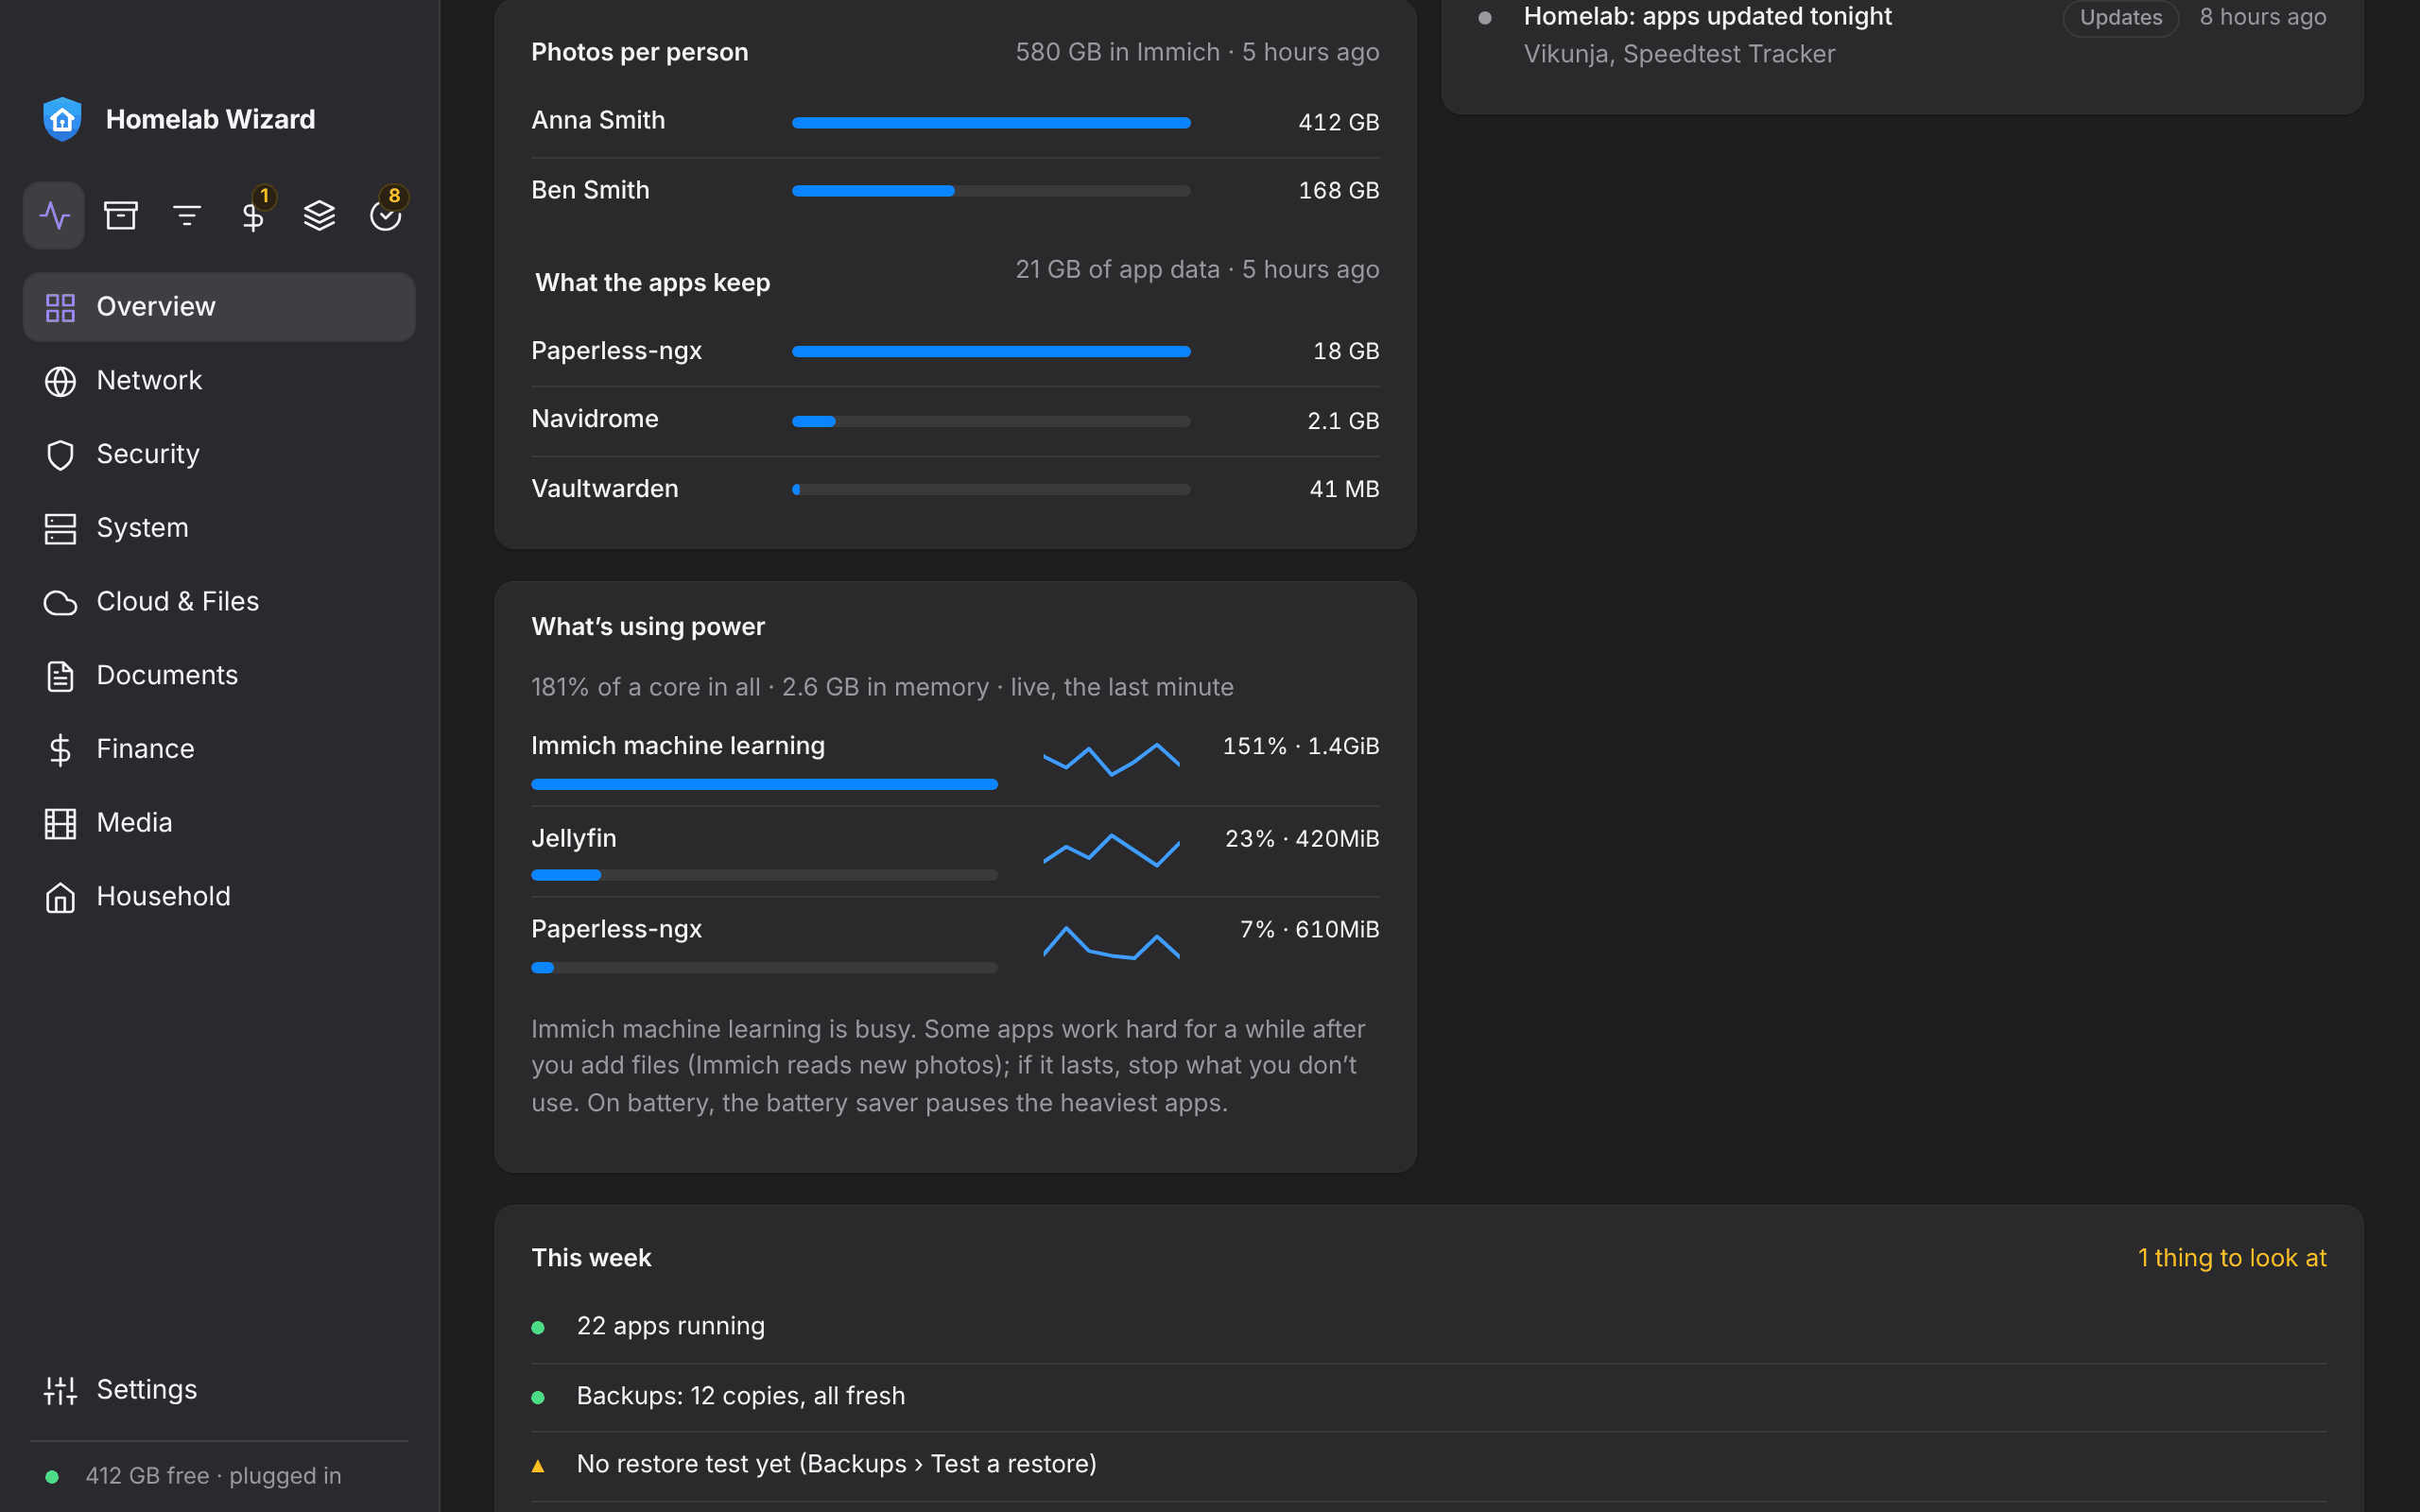 Homelab Wizard
1
8
Overview
Network
Security
System
Cloud & Files
Documents
Finance
Media
Household
Settings
412 GB free · plugged in
Photos per person
580 GB in Immich · 5 hours ago
Anna Smith
412 GB
Ben Smith
168 GB
What the apps keep
21 GB of app data · 5 hours ago
Paperless-ngx
18 GB
Navidrome
2.1 GB
Vaultwarden
41 MB
What’s using power
181% of a core in all · 2.6 GB in memory · live, the last minute
Immich machine learning
151% · 1.4GiB
Jellyfin
23% · 420MiB
Paperless-ngx
7% · 610MiB
Immich machine learning is busy. Some apps work hard for a while after
you add files (Immich reads new photos); if it lasts, stop what you don’t
use. On battery, the battery saver pauses the heaviest apps.
Homelab: apps updated tonight
Updates
8 hours ago
Vikunja, Speedtest Tracker
This week
1 thing to look at
22 apps running
Backups: 12 copies, all fresh
No restore test yet (Backups › Test a restore)